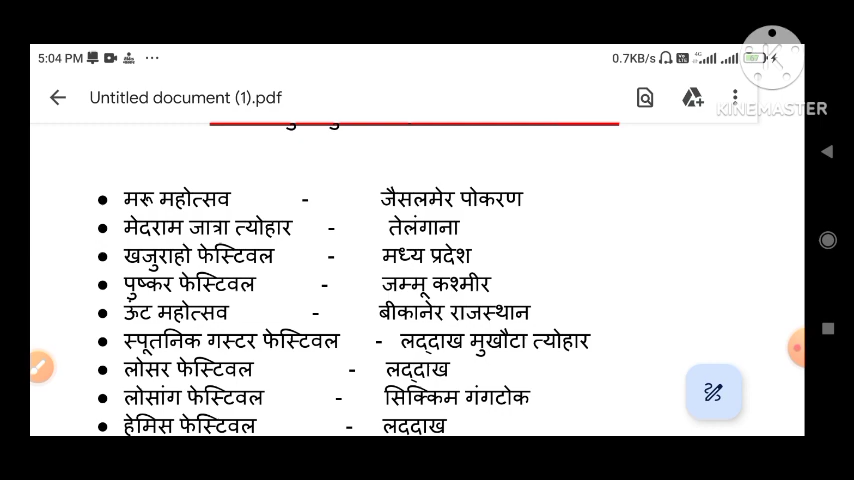 5:04 PM ... 0.7KB/s 4G
Untitled document (1).pdf
KINEMASTER
● मरू महोत्सव - जैसलमेर पोकरण
● मेदराम जात्रा त्योहार - तेलंगाना
● खजुराहो फेस्टिवल - मध्य प्रदेश
● पुष्कर फेस्टिवल - जम्मू कश्मीर
● ऊंट महोत्सव - बीकानेर राजस्थान
● स्पूतनिक गस्टर फेस्टिवल - लद्दाख मुखौटा त्योहार
● लोसर फेस्टिवल - लद्दाख
● लोसांग फेस्टिवल - सिक्किम गंगटोक
● हेमिस फेस्टिवल - लददाख